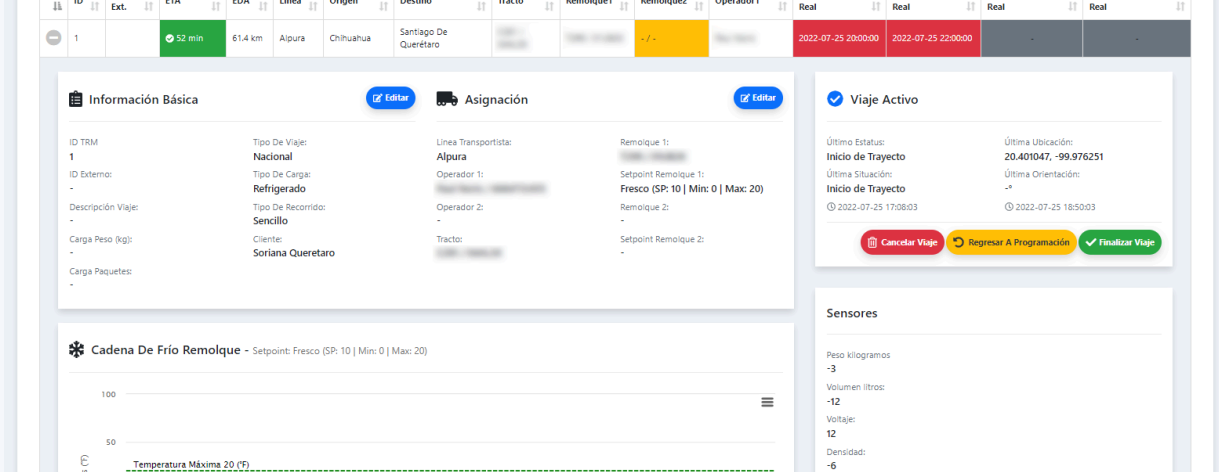 ID Ext. ETA EDA Línea Origen Destino Tracto Remolque1 Remolque2 Operador1 Real Real Real Real
1 52 min 61.4 km Alpura Chihuahua Santiago De Querétaro - / - 2022-07-25 20:00:00 2022-07-25 22:00:00 - -
Información Básica Editar
ID TRM
1
ID Externo:
-
Descripción Viaje:
-
Carga Peso (kg):
-
Carga Paquetes:
-
Tipo De Viaje:
Nacional
Tipo De Carga:
Refrigerado
Tipo De Recorrido:
Sencillo
Cliente:
Soriana Queretaro
Asignación Editar
Linea Transportista:
Alpura
Operador 1:
Operador 2:
-
Tracto:
Remolque 1:
Setpoint Remolque 1:
Fresco (SP: 10 | Min: 0 | Max: 20)
Remolque 2:
-
Setpoint Remolque 2:
-
Viaje Activo
Último Estatus:
Inicio de Trayecto
Última Situación:
Inicio de Trayecto
2022-07-25 17:08:03
Última Ubicación:
20.401047, -99.976251
Última Orientación:
-°
2022-07-25 18:50:03
Cancelar Viaje Regresar A Programación Finalizar Viaje
Cadena De Frío Remolque - Setpoint: Fresco (SP: 10 | Min: 0 | Max: 20)
100
50
(°F)
Temperatura Máxima 20 (°F)
Sensores
Peso kilogramos
-3
Volumen litros:
-12
Voltaje:
12
Densidad:
-6